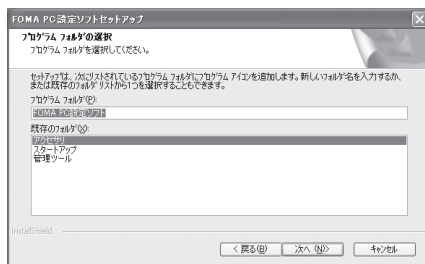 FOMA PC設定ソフトセットアップ
プログラム フォルダの選択
プログラム フォルダを選択してください。
セットアップは、次にリストされているプログラム フォルダにプログラム アイコンを追加します。新しいフォルダ名を入力するか、
または既存のフォルダ リストから1つを選択することもできます。
プログラム フォルダ(P):
FOMA PC設定ソフト
既存のフォルダ(X):
アクセサリ
スタートアップ
管理ツール
InstallShield
< 戻る(B)
次へ (N)>
キャンセル